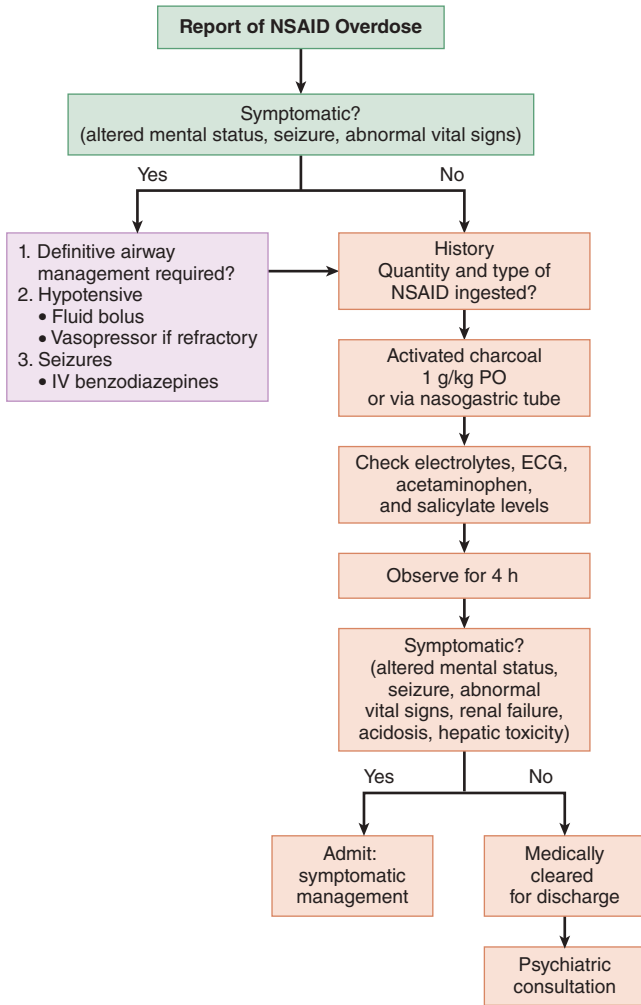 Report of NSAID Overdose
Symptomatic?
(altered mental status, seizure, abnormal vital signs)
Yes
No
1. Definitive airway
management required?
2. Hypotensive
• Fluid bolus
• Vasopressor if refractory
3. Seizures
• IV benzodiazepines
History
Quantity and type of
NSAID ingested?
Activated charcoal
1 g/kg PO
or via nasogastric tube
Check electrolytes, ECG,
acetaminophen,
and salicylate levels
Observe for 4 h
Symptomatic?
(altered mental status,
seizure, abnormal
vital signs, renal failure,
acidosis, hepatic toxicity)
Yes
No
Admit:
symptomatic
management
Medically
cleared
for discharge
Psychiatric
consultation